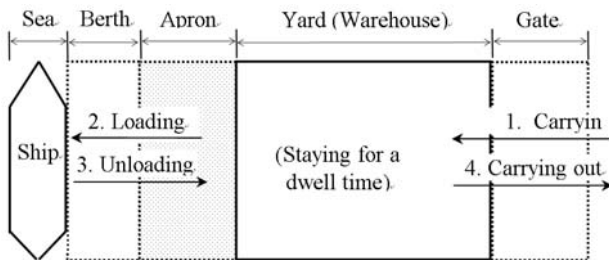 Sea Berth Apron Yard (Warehouse) Gate
2. Loading
1. Carryin
Ship
3. Unloading
(Staying for a
dwell time)
4. Carrying out